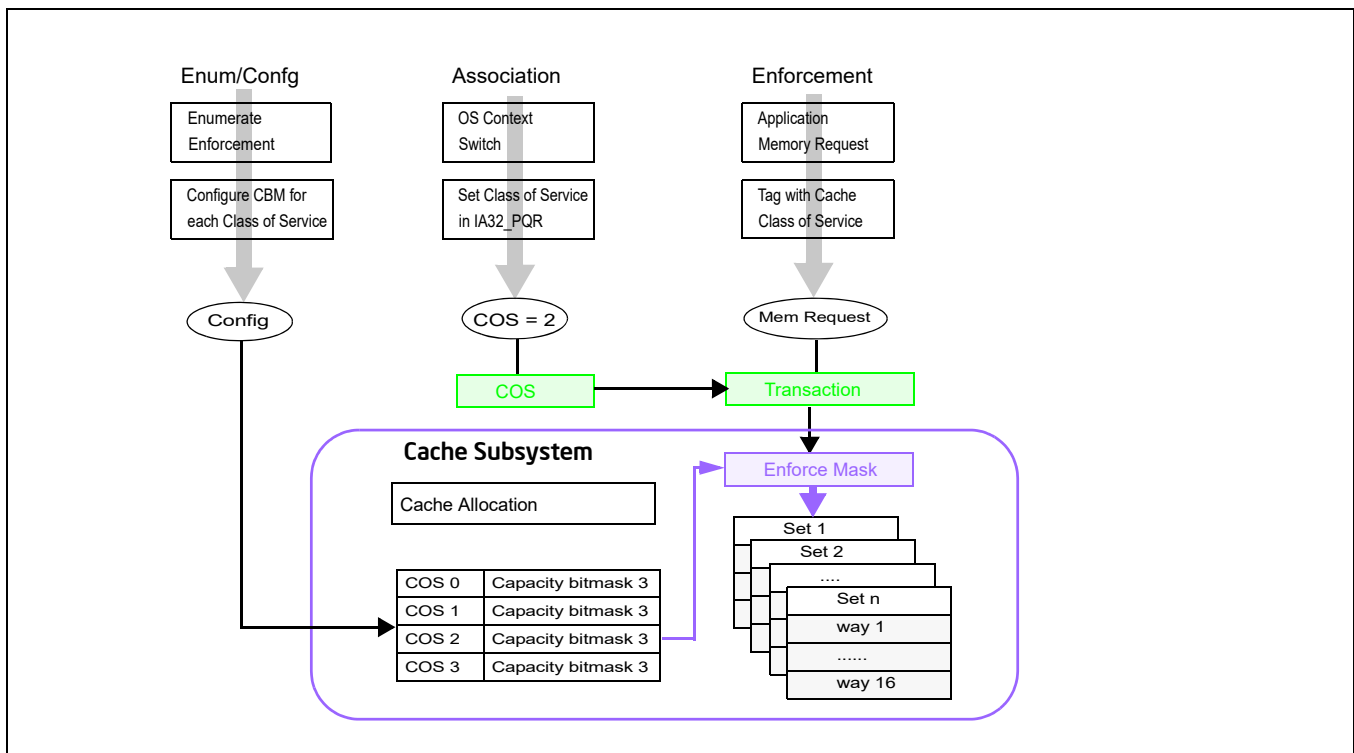 Enum/Confg
Association
Enforcement
Enumerate
Enforcement
OS Context
Switch
Application
Memory Request
Configure CBM for
each Class of Service
Set Class of Service
in IA32_PQR
Tag with Cache
Class of Service
Config
COS = 2
Mem Request
COS
Transaction
Cache Subsystem
Enforce Mask
Cache Allocation
Set 1
Set 2
....
Set n
way 1
......
way 16
COS 0 Capacity bitmask 3
COS 1 Capacity bitmask 3
COS 2 Capacity bitmask 3
COS 3 Capacity bitmask 3